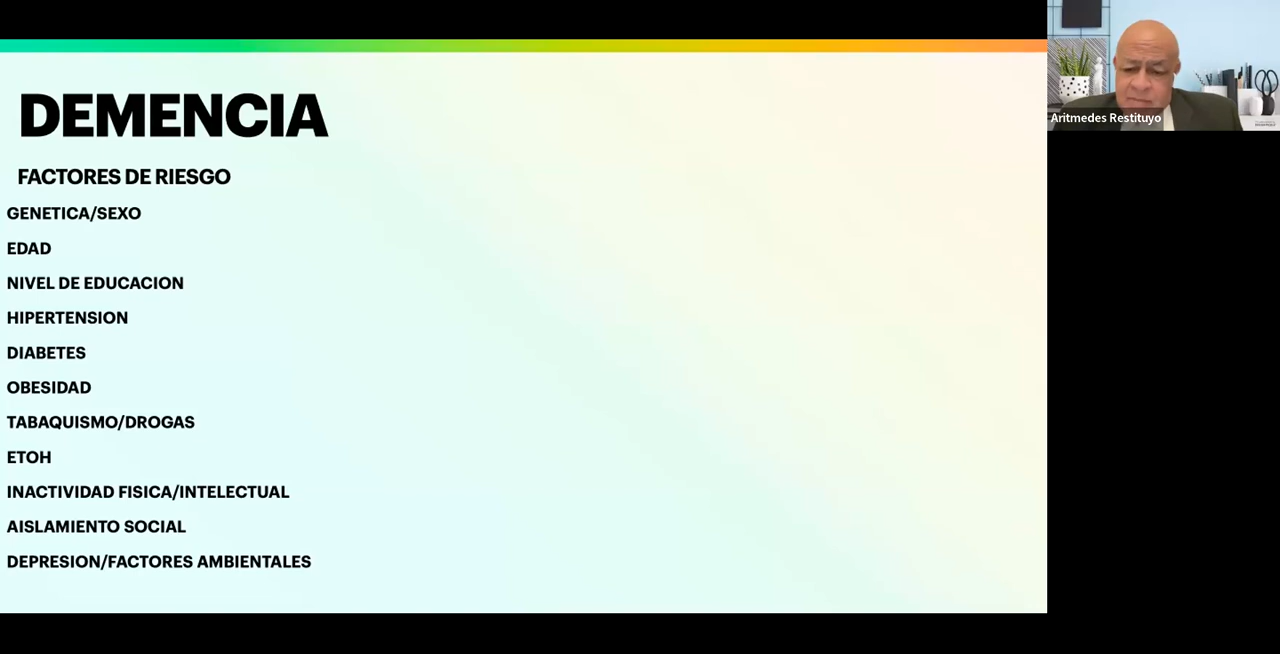 DEMENCIA
FACTORES DE RIESGO
GENETICA/SEXO
EDAD
NIVEL DE EDUCACION
HIPERTENSION
DIABETES
OBESIDAD
TABAQUISMO/DROGAS
ETOH
INACTIVIDAD FISICA/INTELECTUAL
AISLAMIENTO SOCIAL
DEPRESION/FACTORES AMBIENTALES
Aritmedes Restituyo